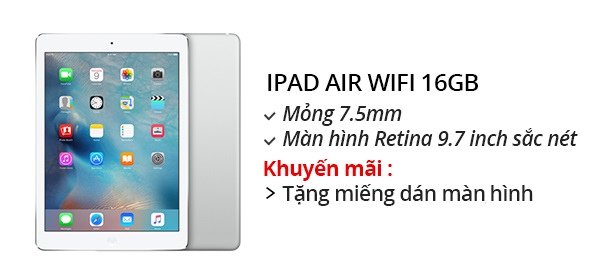 IPAD AIR WIFI 16GB
✓ Mỏng 7.5mm
✓ Màn hình Retina 9.7 inch sắc nét
Khuyến mãi :
> Tặng miếng dán màn hình